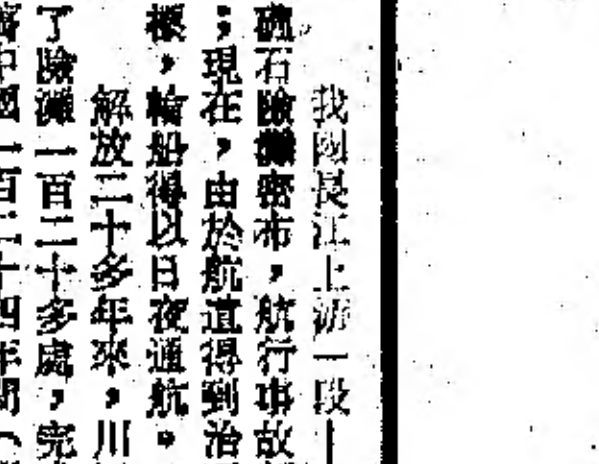 我國長江上游一段—
礁石險灘密布，航行事故
；現在，由於航道得到治
標，輪船得以日夜通航。
解放二十多年來，川
了險灘一百二十多處，完
中國一百二十四年間（